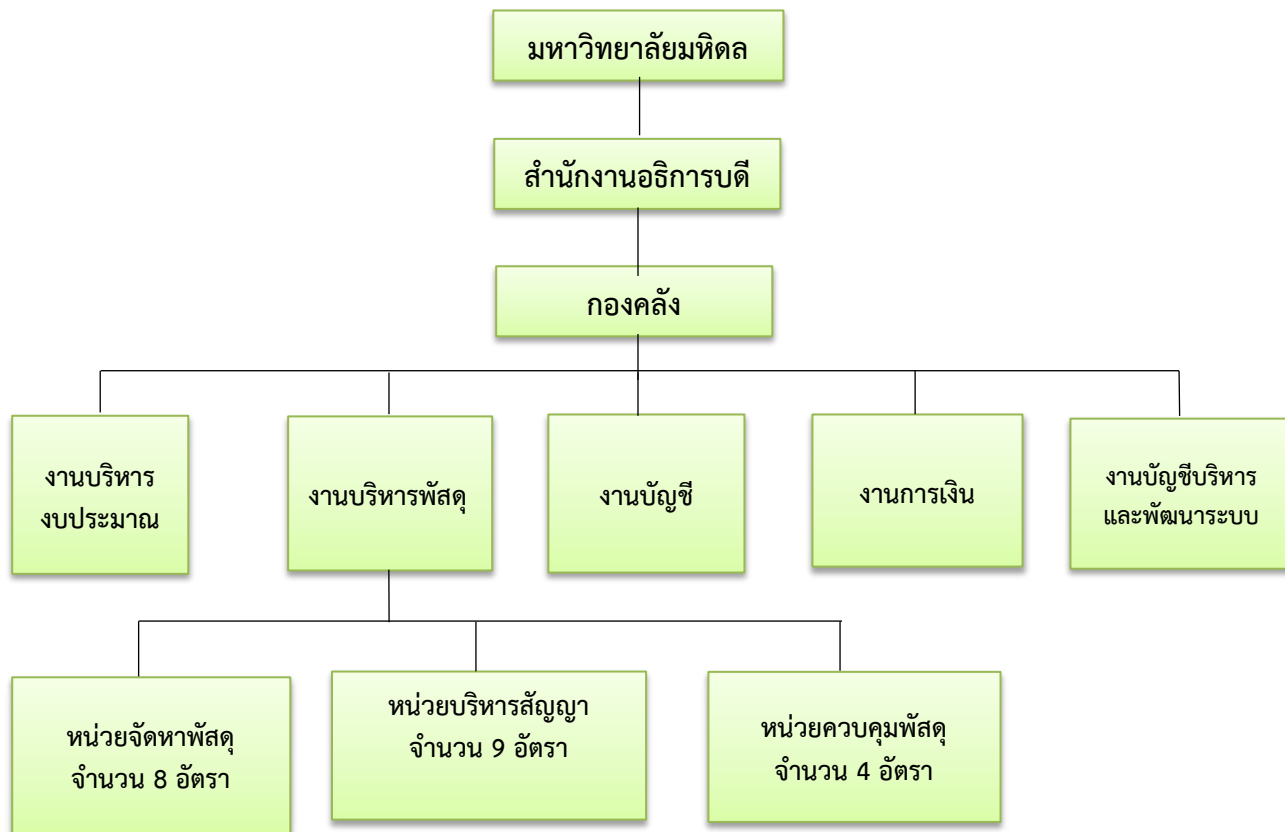 มหาวิทยาลัยมหิดล
สำนักงานอธิการบดี
กองคลัง
งานบริหาร
งบประมาณ
งานบริหารพัสดุ
งานบัญชี
งานการเงิน
งานบัญชีบริหาร
และพัฒนาระบบ
หน่วยจัดหาพัสดุ
จำนวน 8 อัตรา
หน่วยบริหารสัญญา
จำนวน 9 อัตรา
หน่วยควบคุมพัสดุ
จำนวน 4 อัตรา